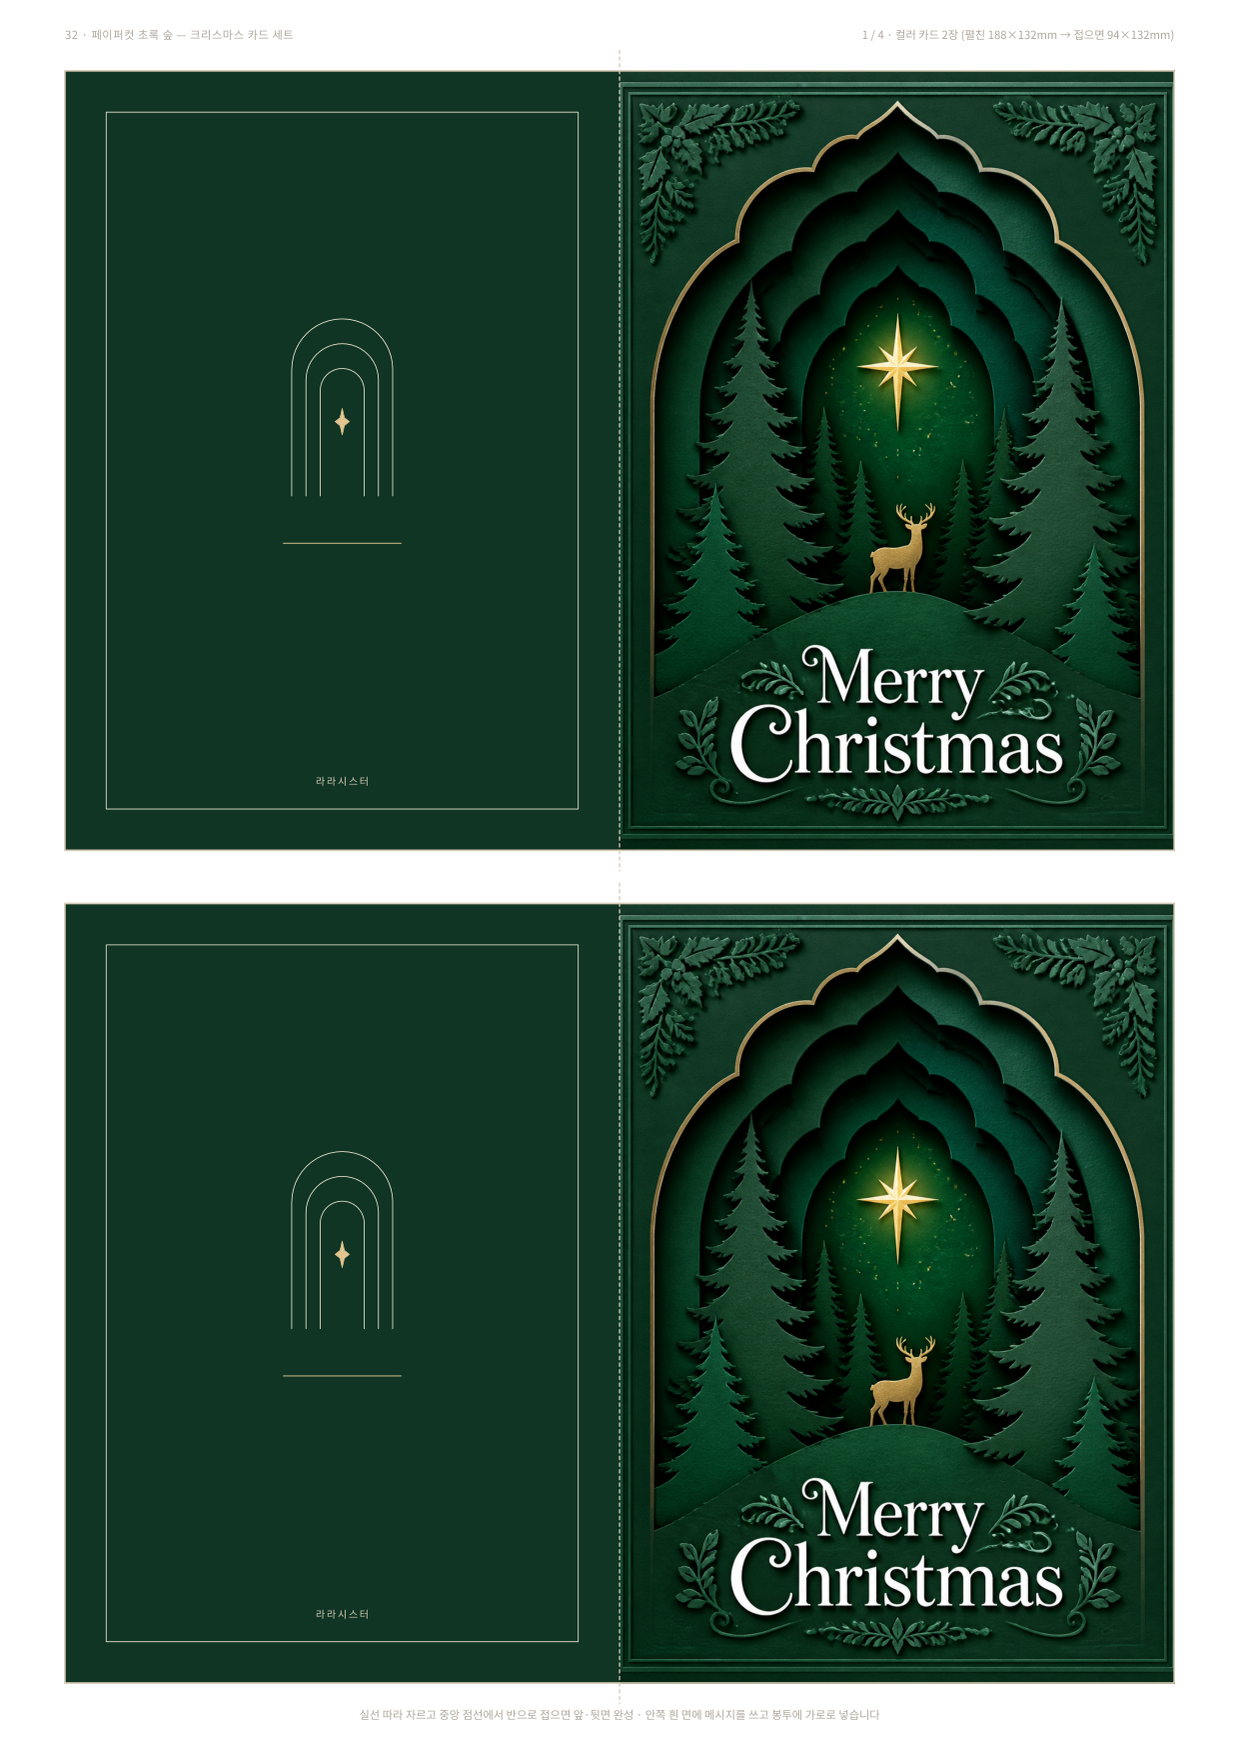 32 · 페이퍼컷 초록 숲 — 크리스마스 카드 세트
1 / 4 · 컬러 카드 2장 (펼친 188×132mm → 접으면 94×132mm)
Merry
Christmas
라라시스터
Merry
Christmas
라라시스터
실선 따라 자르고 중앙 점선에서 반으로 접으면 앞·뒷면 완성 · 안쪽 흰 면에 메시지를 쓰고 봉투에 가로로 넣습니다